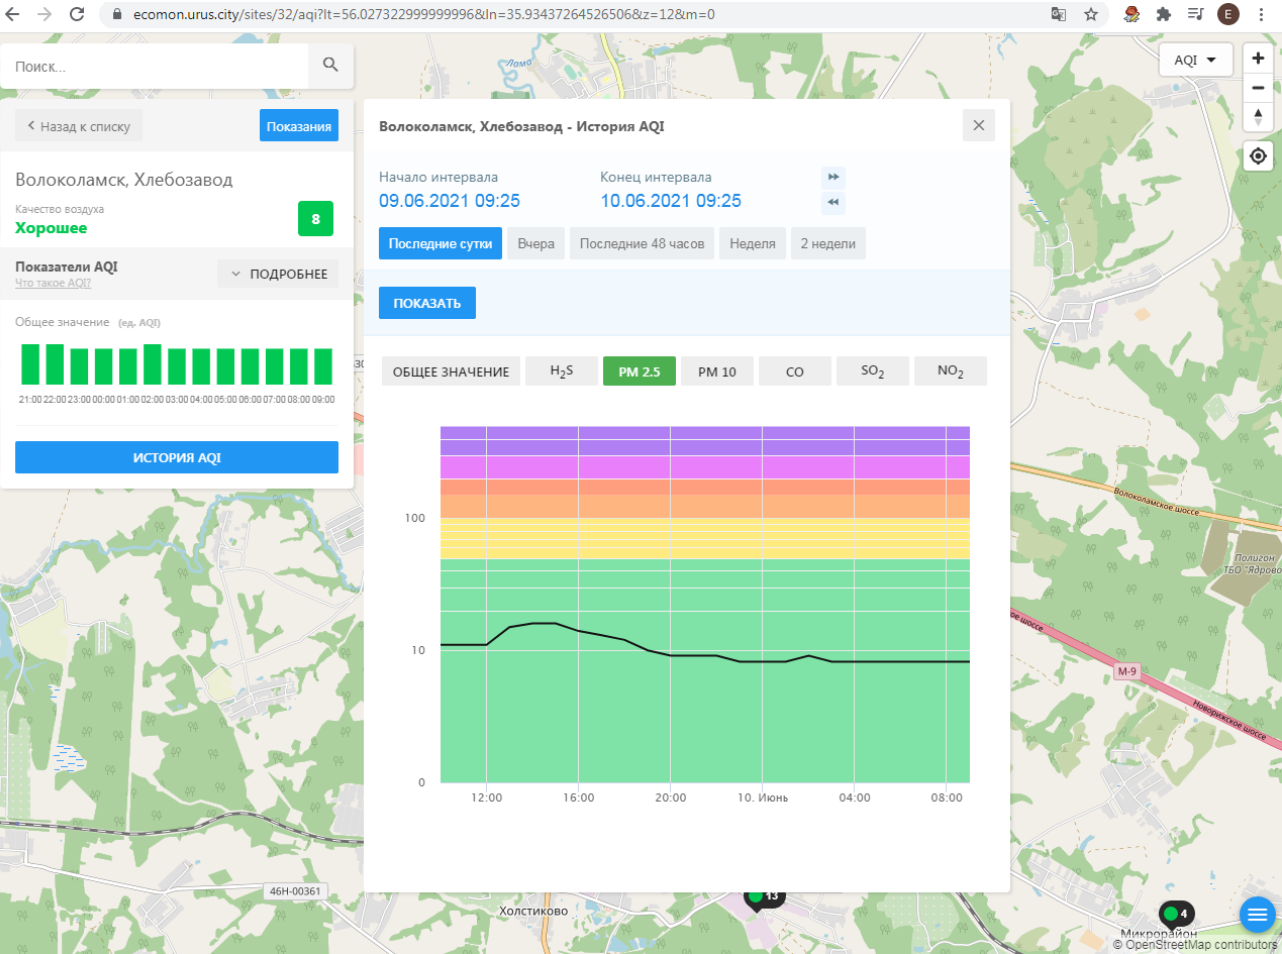 ecomon.urus.city/sites/32/aqi?lt=56.027322999999996&ln=35.93437264526506&z=12&m=0
E
Поиск...
AQI
Лама
Назад к списку
Показания
Волоколамск, Хлебозавод
Качество воздуха
Хорошее
8
Показатели AQI
Что такое AQI?
ПОДРОБНЕЕ
Общее значение (ед. AQI)
21:00 22:00 23:00 00:00 01:00 02:00 03:00 04:00 05:00 06:00 07:00 08:00 09:00
ИСТОРИЯ AQI
Волоколамск, Хлебозавод - История AQI
Начало интервала
09.06.2021 09:25
Конец интервала
10.06.2021 09:25
Последние сутки
Вчера
Последние 48 часов
Неделя
2 недели
ПОКАЗАТЬ
ОБЩЕЕ ЗНАЧЕНИЕ
H2S
PM 2.5
PM 10
CO
SO2
NO2
100
10
0
12:00 16:00 20:00 10. Июнь 04:00 08:00
Волоколамское шоссе
Полигон
ТБО "Ядрово
ое шоссе
M-9
Новорижское шоссе
46Н-00361
Холстиково
13
4
Микрорайон
© OpenStreetMap contributors